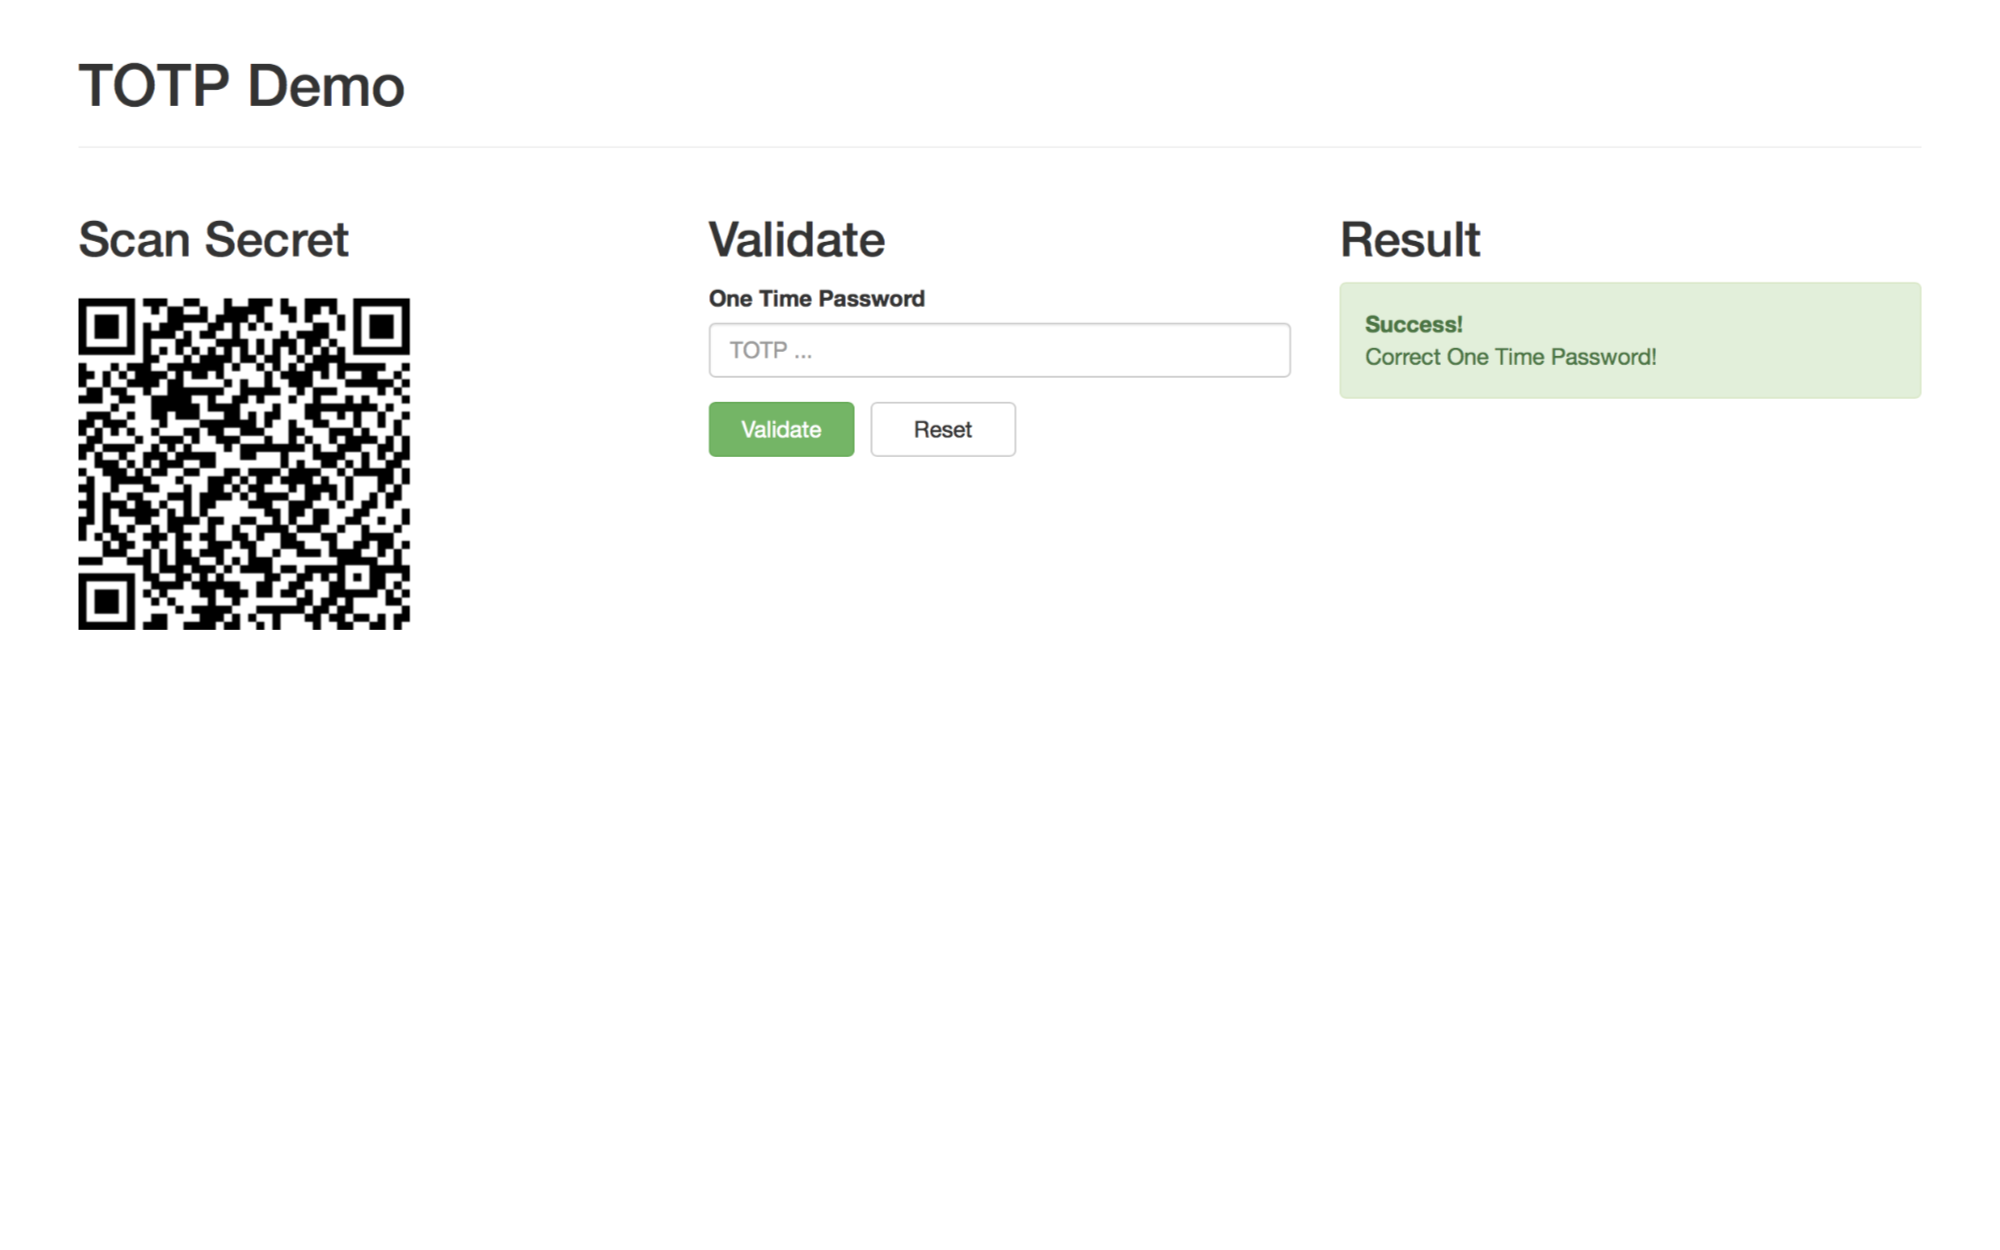 TOTP Demo
Scan Secret
Validate
One Time Password
TOTP ...
Validate
Reset
Result
Success!
Correct One Time Password!